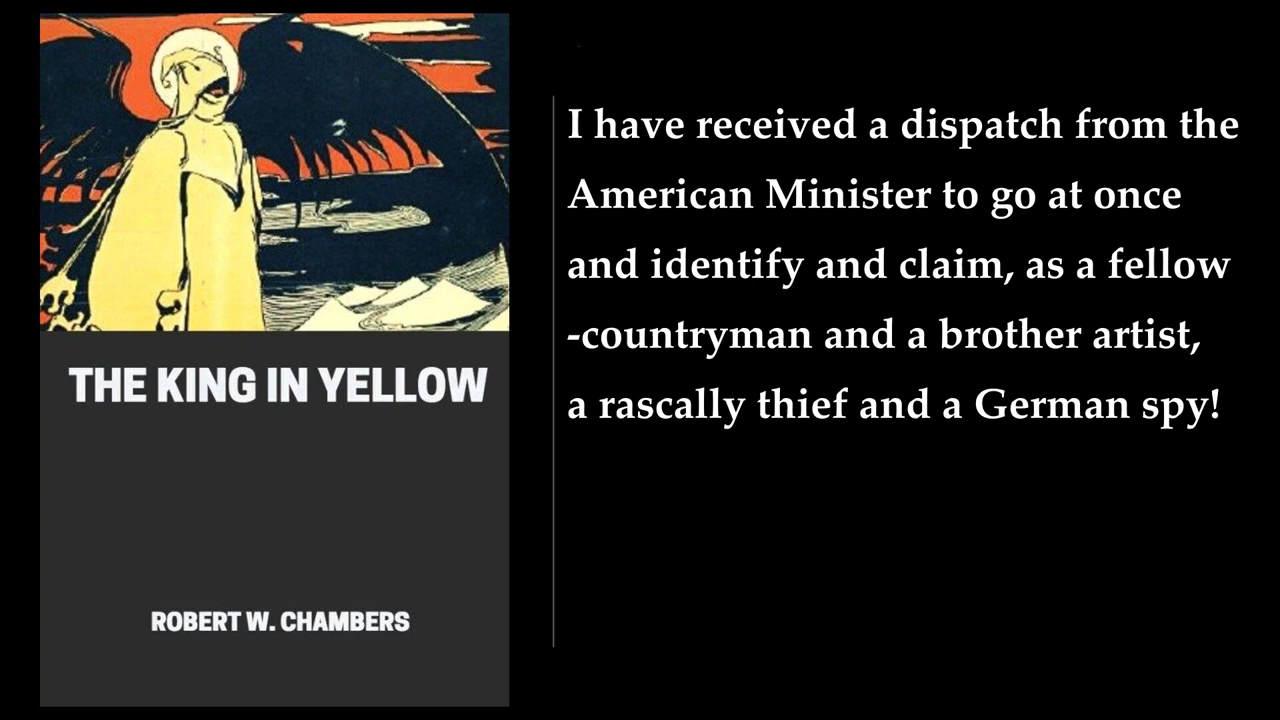 THE KING IN YELLOW
ROBERT W. CHAMBERS
I have received a dispatch from the
American Minister to go at once
and identify and claim, as a fellow
-countryman and a brother artist,
a rascally thief and a German spy!